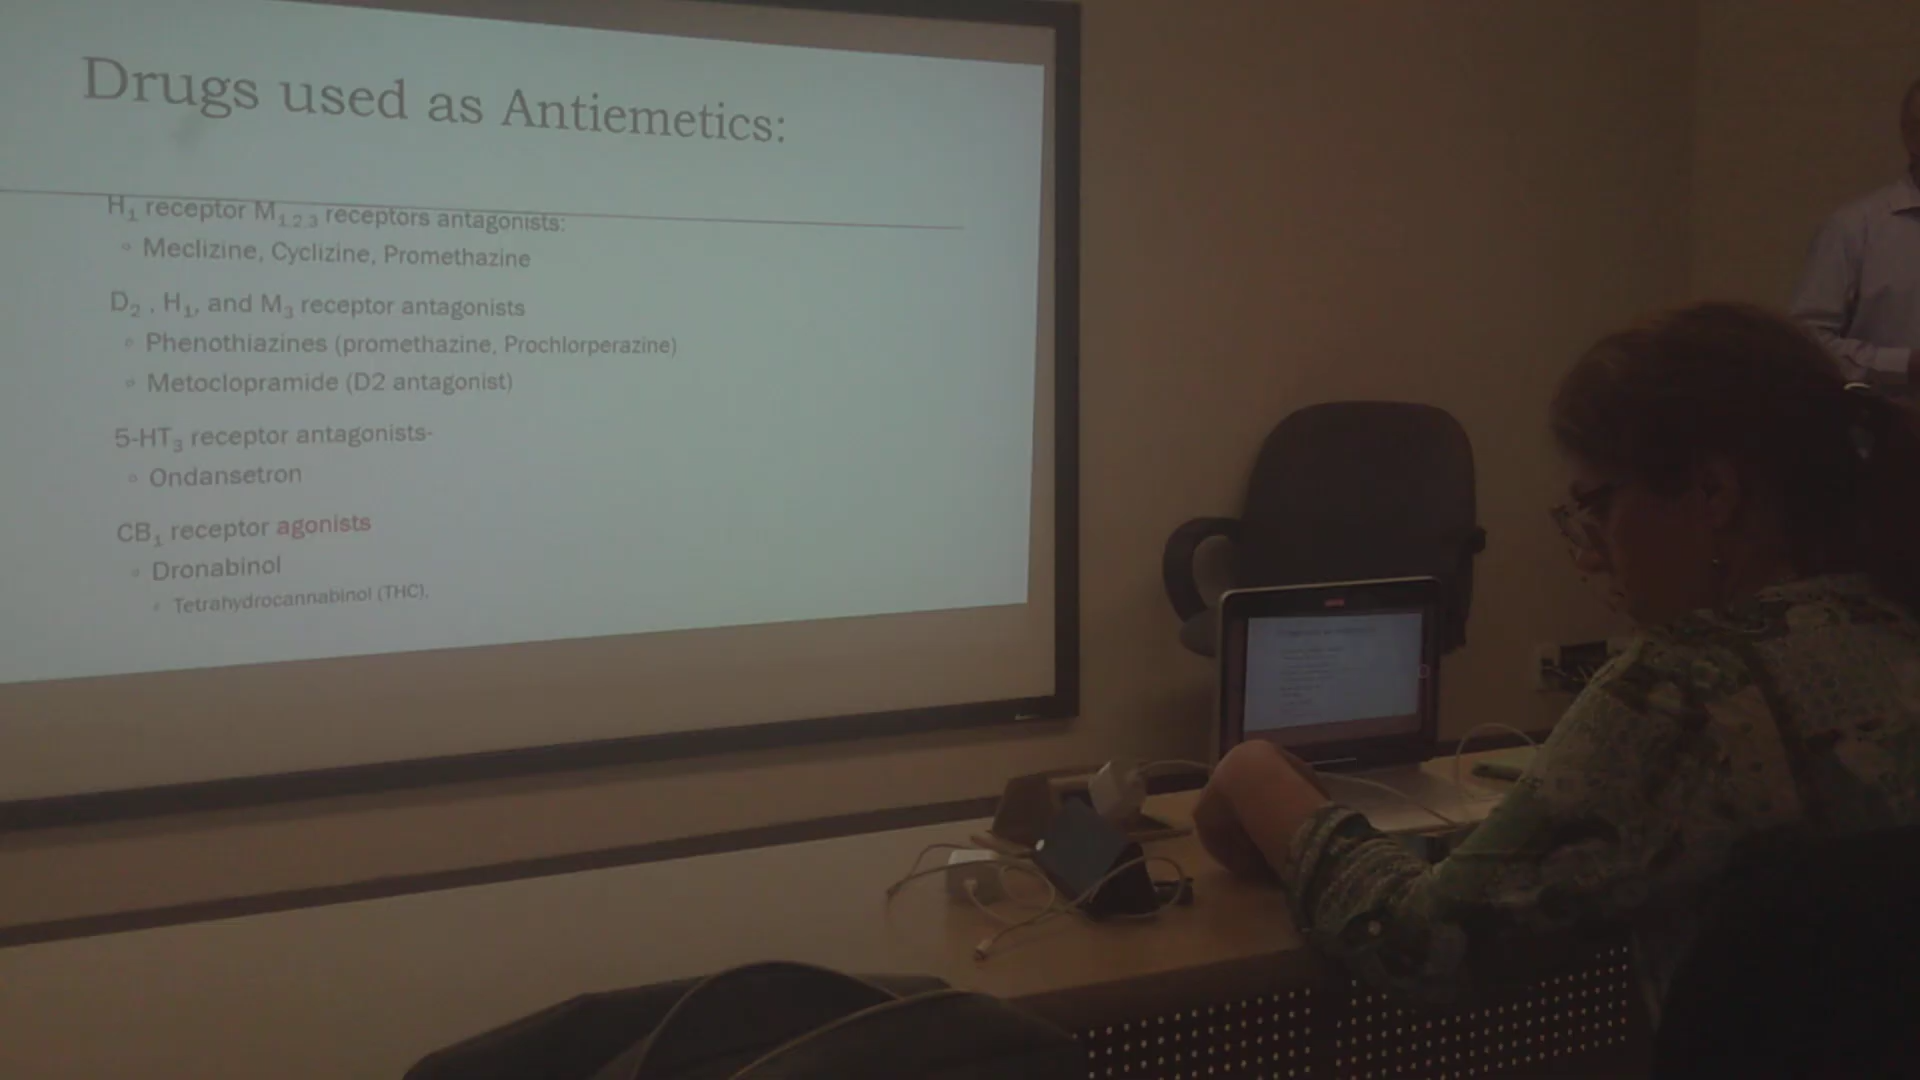 Drugs used as Antiemetics:
H₁ receptor M₁,₂,₃ receptors antagonists:
Meclizine, Cyclizine, Promethazine
D₂ , H₁, and M₃ receptor antagonists
Phenothiazines (promethazine, Prochlorperazine)
Metoclopramide (D2 antagonist)
5-HT₃ receptor antagonists-
Ondansetron
CB₁ receptor agonists
Dronabinol
Tetrahydrocannabinol (THC).